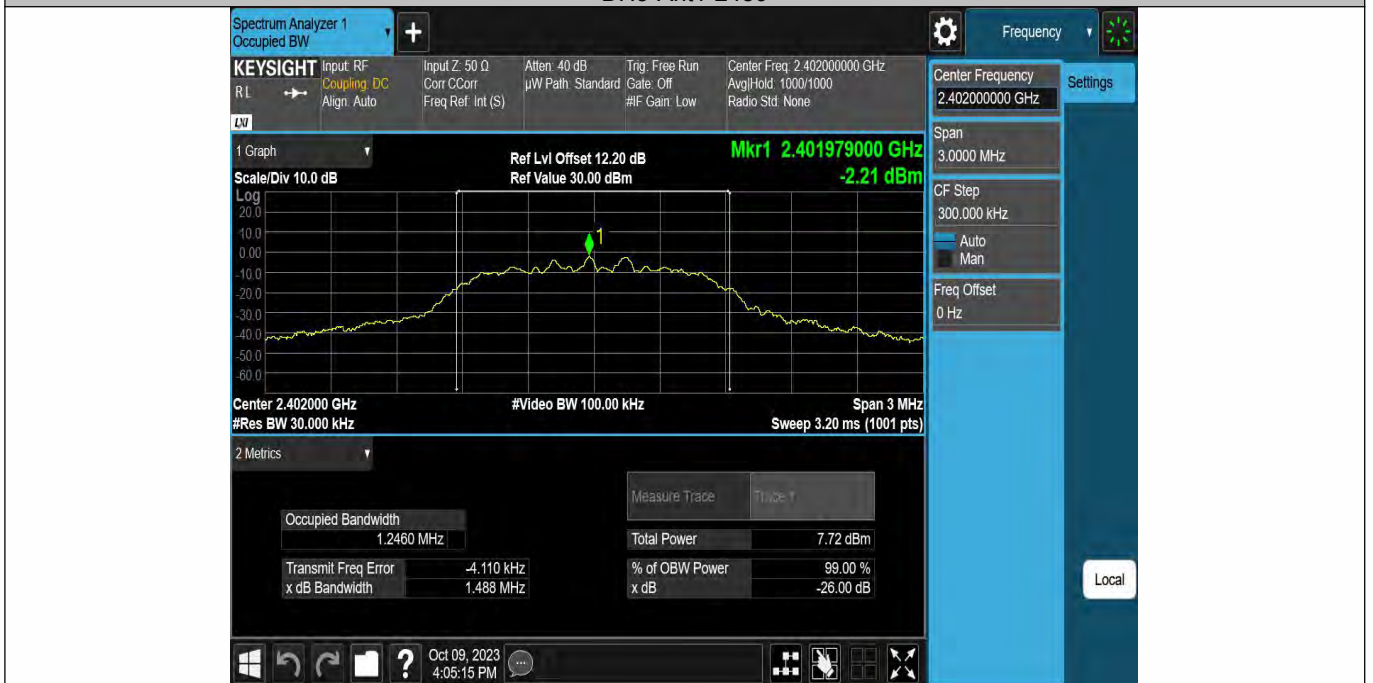 Spectrum Analyzer 1
Occupied BW
Frequency
KEYSIGHT
Input: RF
Coupling: DC
Align: Auto
RL
LXI
Input Z: 50 Ω
Corr CCorr
Freq Ref: Int (S)
Atten: 40 dB
µW Path: Standard
Trig: Free Run
Gate: Off
#IF Gain: Low
Center Freq: 2.402000000 GHz
Avg|Hold: 1000/1000
Radio Std: None
Center Frequency
2.402000000 GHz
Settings
Span
3.0000 MHz
CF Step
300.000 kHz
Auto
Man
Freq Offset
0 Hz
Local
1 Graph
Scale/Div 10.0 dB
Ref Lvl Offset 12.20 dB
Ref Value 30.00 dBm
Mkr1 2.401979000 GHz
-2.21 dBm
Log
20.0
10.0
0.00
-10.0
-20.0
-30.0
-40.0
-50.0
-60.0
1
Center 2.402000 GHz
#Res BW 30.000 kHz
#Video BW 100.00 kHz
Span 3 MHz
Sweep 3.20 ms (1001 pts)
2 Metrics
Measure Trace
Trace 1
Occupied Bandwidth
1.2460 MHz
Total Power 7.72 dBm
Transmit Freq Error -4.110 kHz
% of OBW Power 99.00 %
x dB Bandwidth 1.488 MHz
x dB -26.00 dB
?
Oct 09, 2023
4:05:15 PM